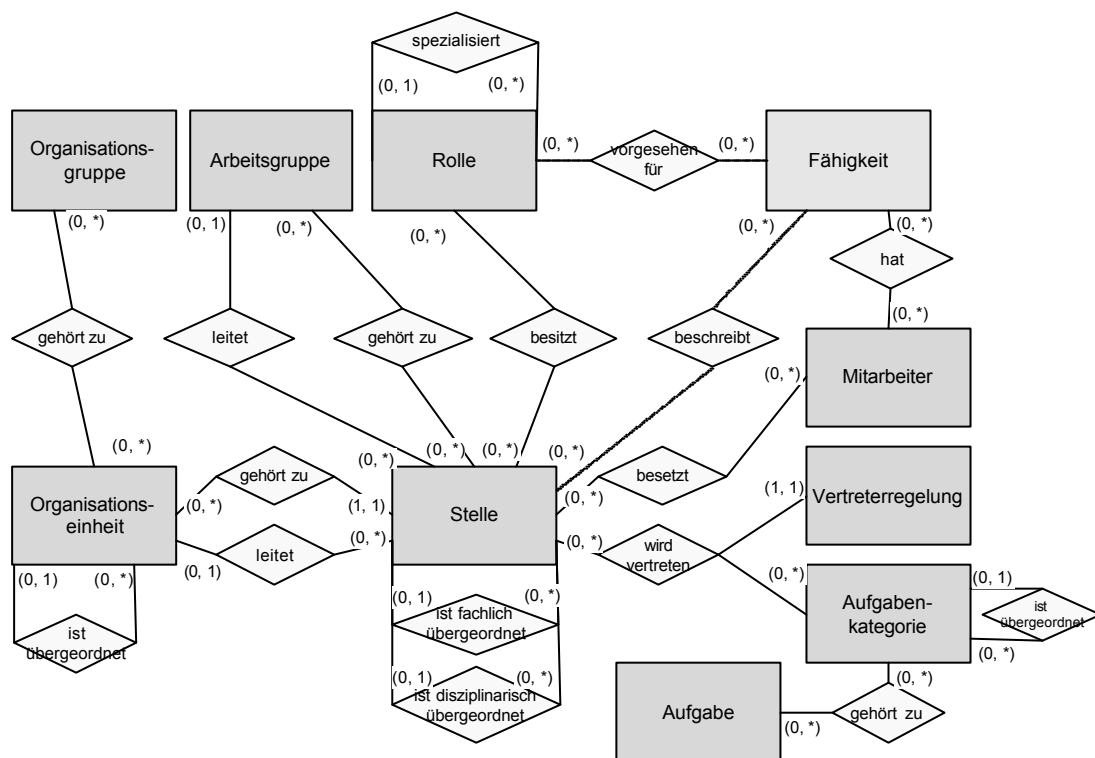 spezialisiert
(0, 1)
(0, *)
Organisations-
gruppe
Arbeitsgruppe
Rolle
(0, *)
vorgesehen
für
(0, *)
Fähigkeit
(0, *)
(0, 1)
(0, *)
(0, *)
(0, *)
(0, *)
hat
gehört zu
leitet
gehört zu
besitzt
beschreibt
(0, *)
Mitarbeiter
(0, *)
(0, *)
(0, *)
(0, *)
(0, *)
(0, *)
(0, *)
Organisations-
einheit
gehört zu
(0, *)
(1, 1)
Stelle
besetzt
(0, *)
(1, 1)
Vertreterregelung
leitet
(0, 1)
(0, *)
(0, *)
wird
vertreten
(0, *)
Aufgaben-
kategorie
(0, 1)
ist
übergeordnet
(0, *)
(0, 1)
(0, *)
ist
übergeordnet
(0, 1)
(0, *)
ist fachlich
übergeordnet
(0, 1)
(0, *)
ist disziplinarisch
übergeordnet
Aufgabe
(0, *)
(0, *)
gehört zu